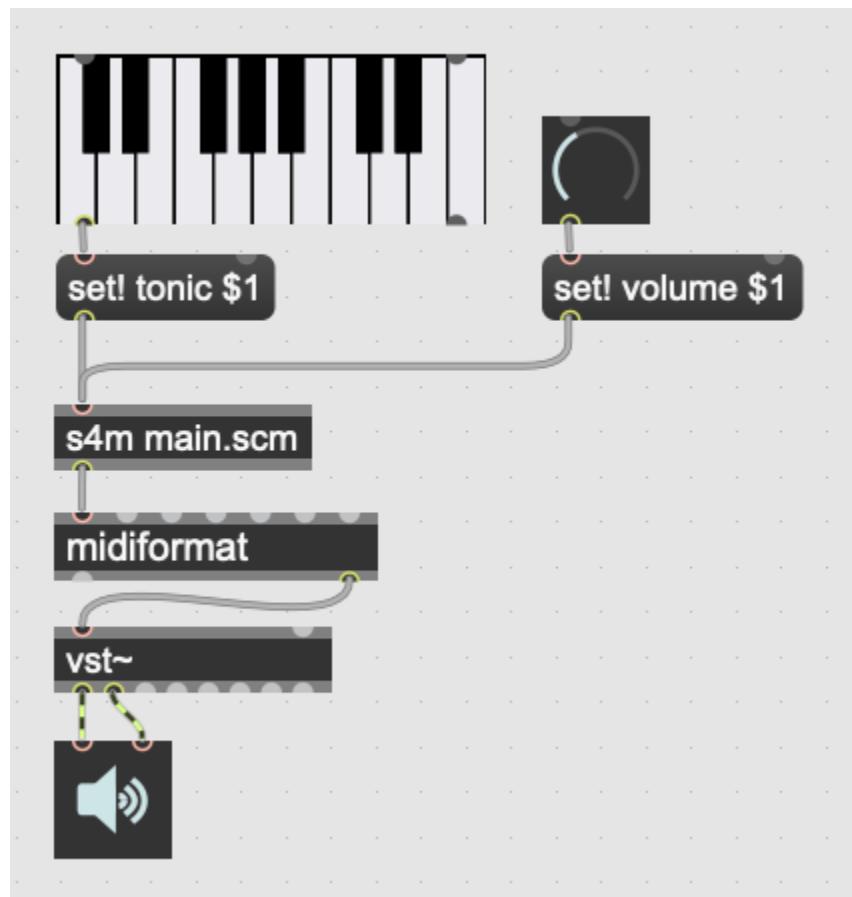 set! tonic $1
set! volume $1
s4m main.scm
midiformat
vst~